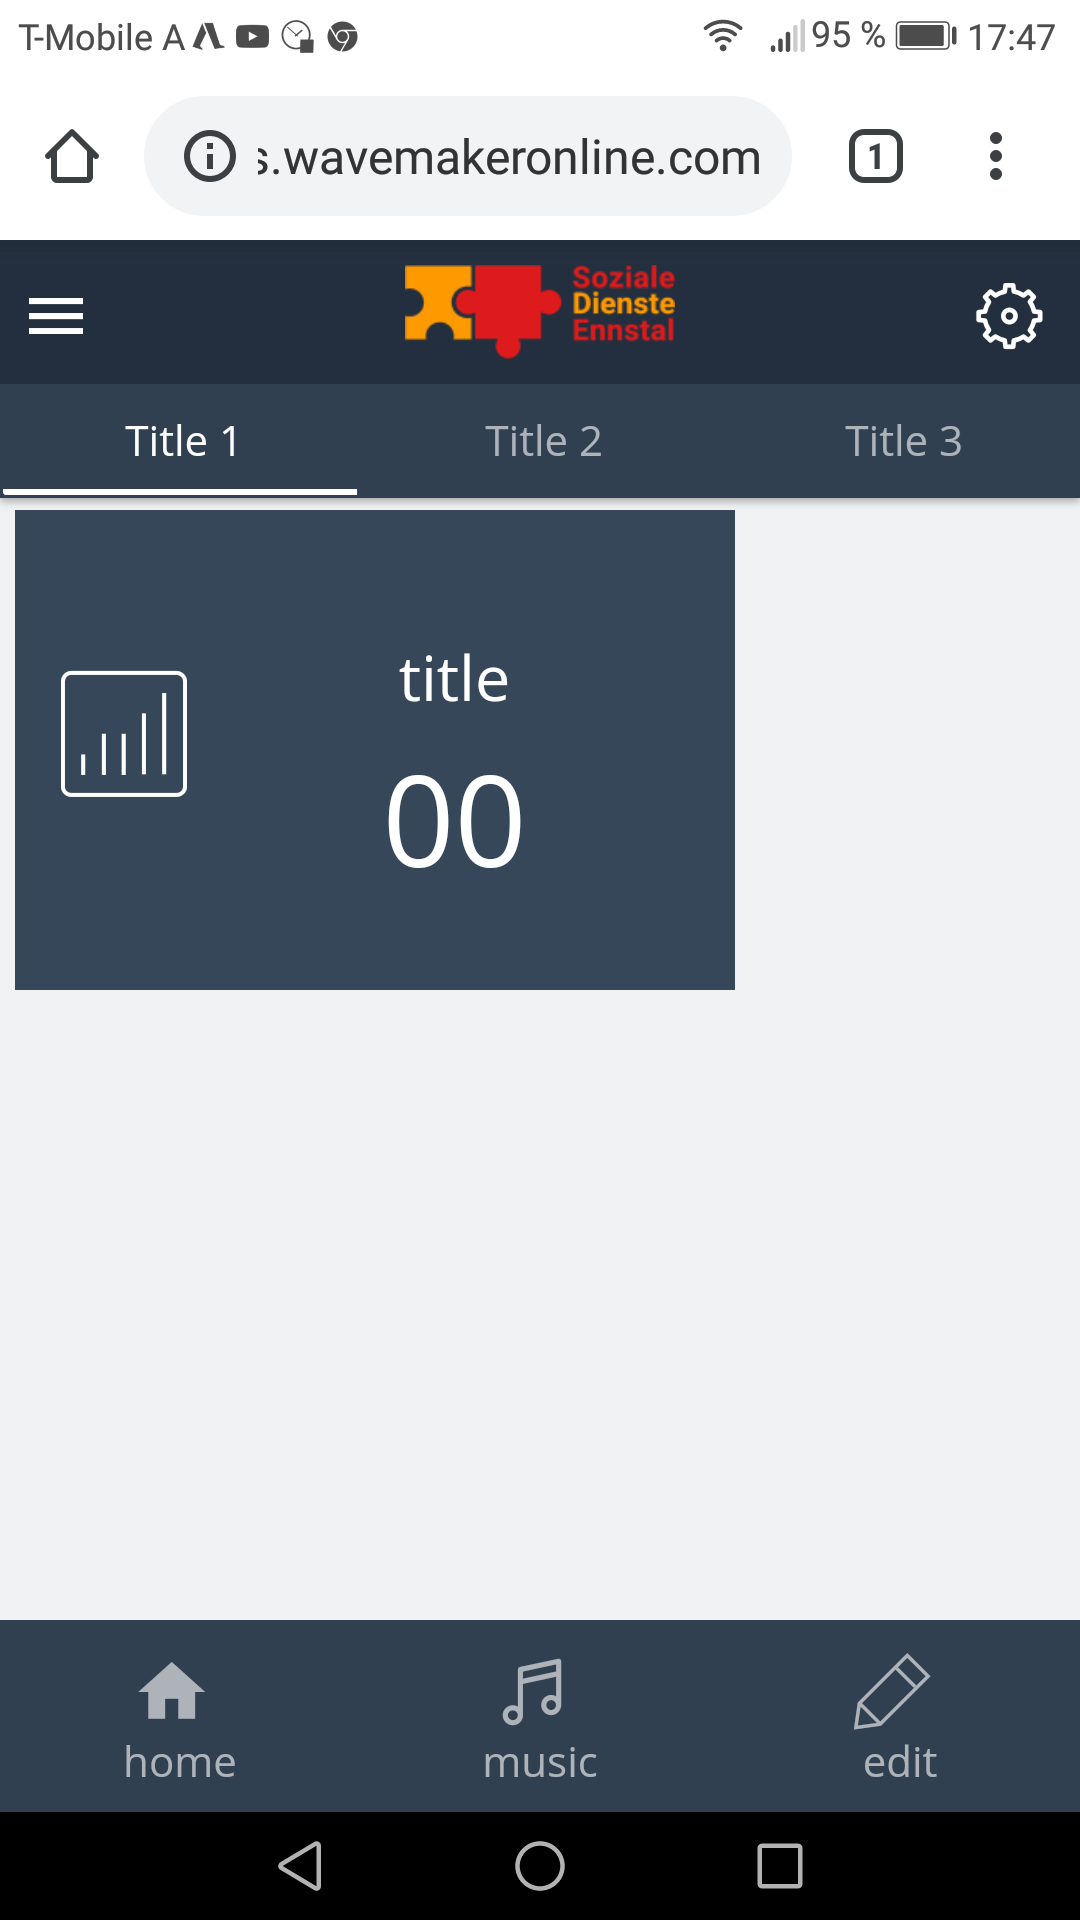 T-Mobile A 95 % 17:47
s.wavemakeronline.com 1
Soziale
Dienste
Ennstal
Title 1 Title 2 Title 3
title
00
home music edit